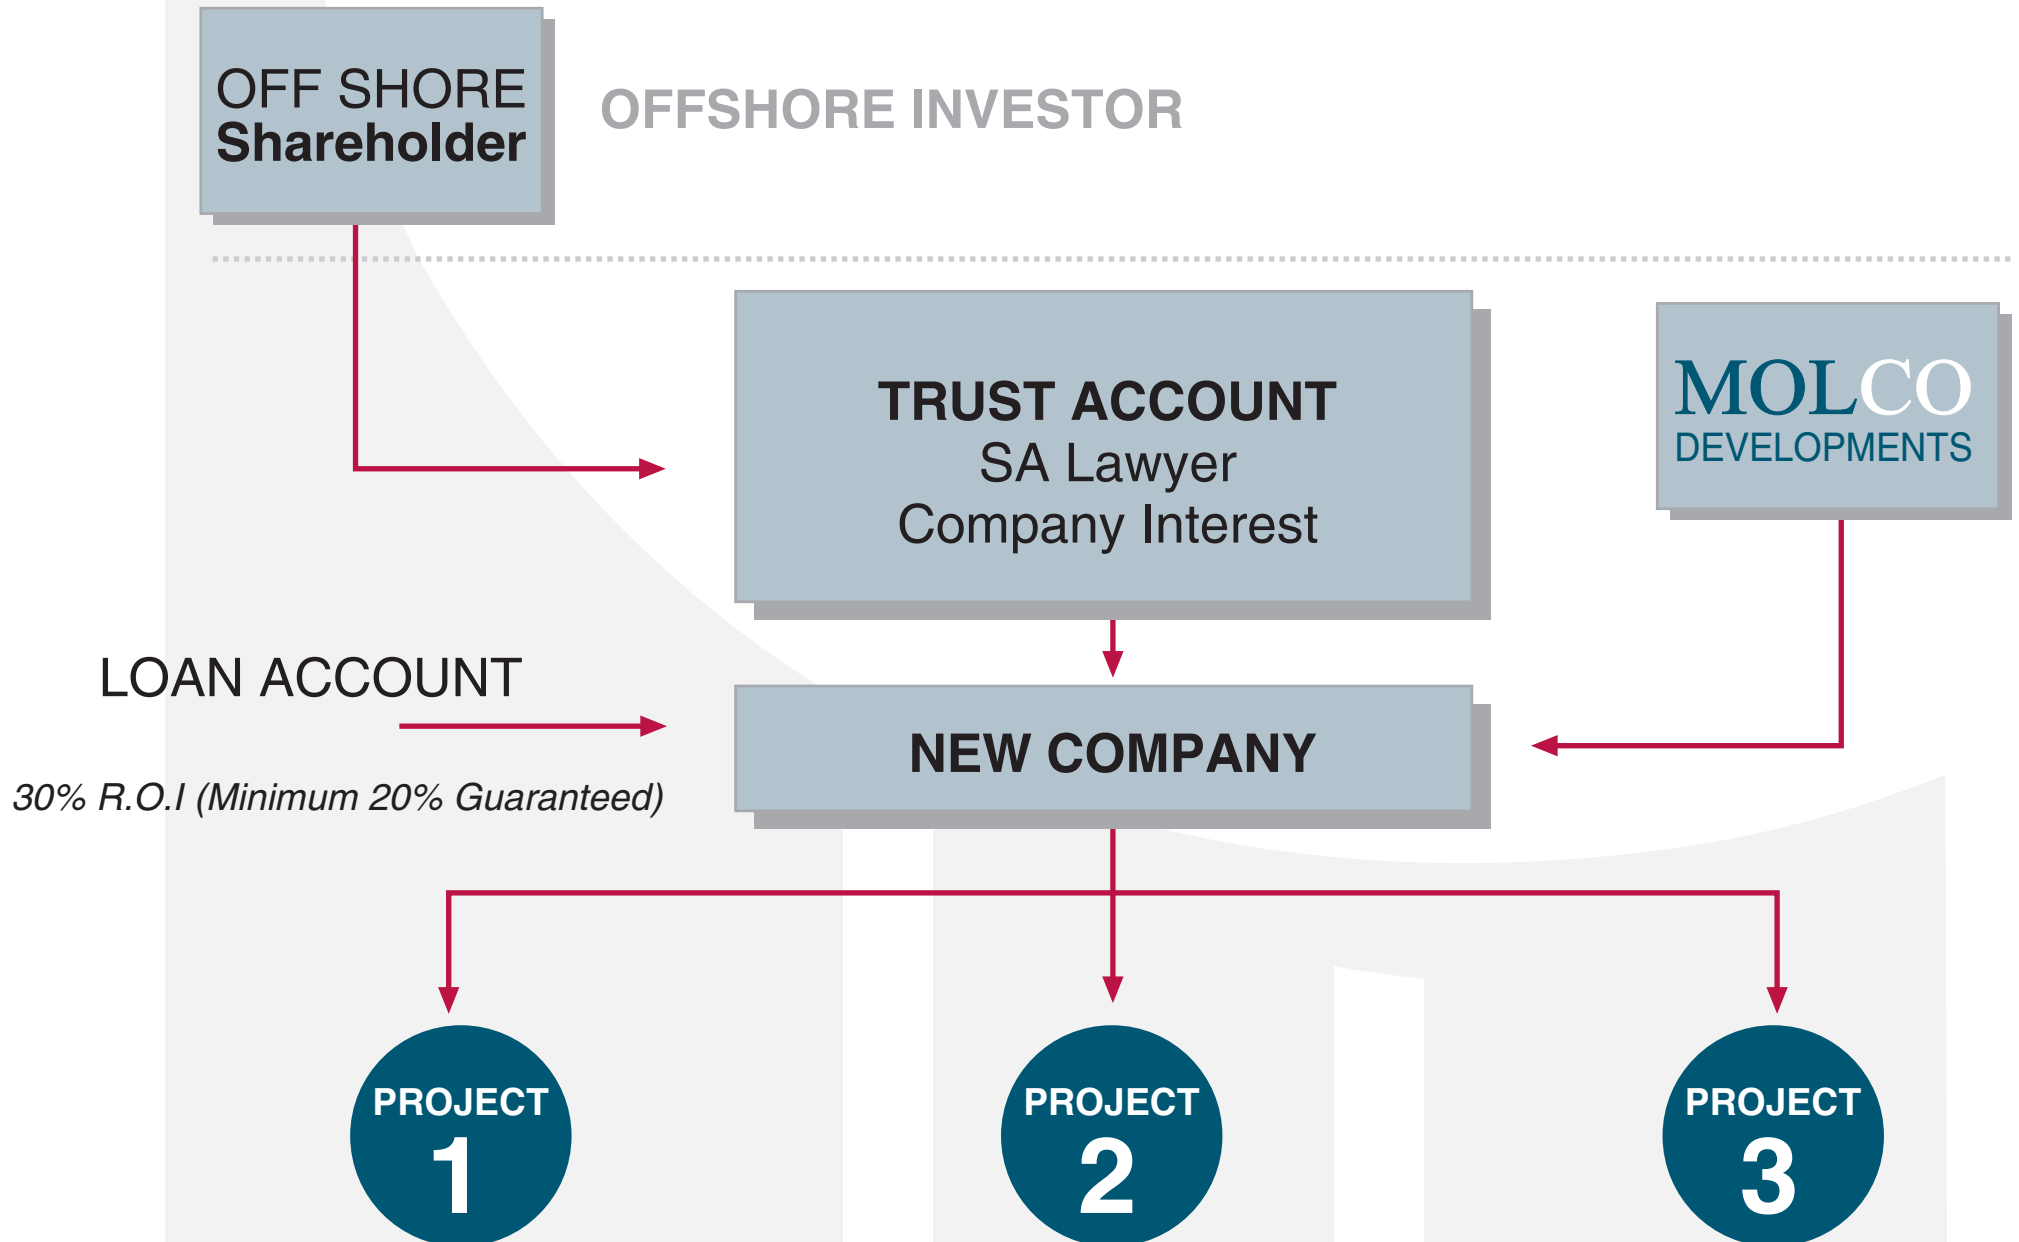 OFF SHORE
Shareholder
OFFSHORE INVESTOR
TRUST ACCOUNT
SA Lawyer
Company Interest
MOLCO
DEVELOPMENTS
LOAN ACCOUNT
NEW COMPANY
30% R.O.I (Minimum 20% Guaranteed)
PROJECT
1
PROJECT
2
PROJECT
3